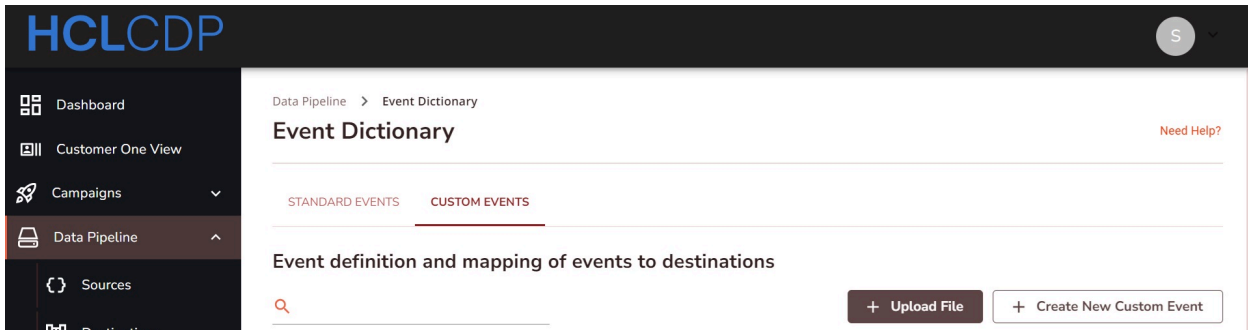 HCLCDP
S
Dashboard
Customer One View
Campaigns
Data Pipeline
Sources
Data Pipeline > Event Dictionary
Event Dictionary
Need Help?
STANDARD EVENTS CUSTOM EVENTS
Event definition and mapping of events to destinations
+ Upload File
+ Create New Custom Event